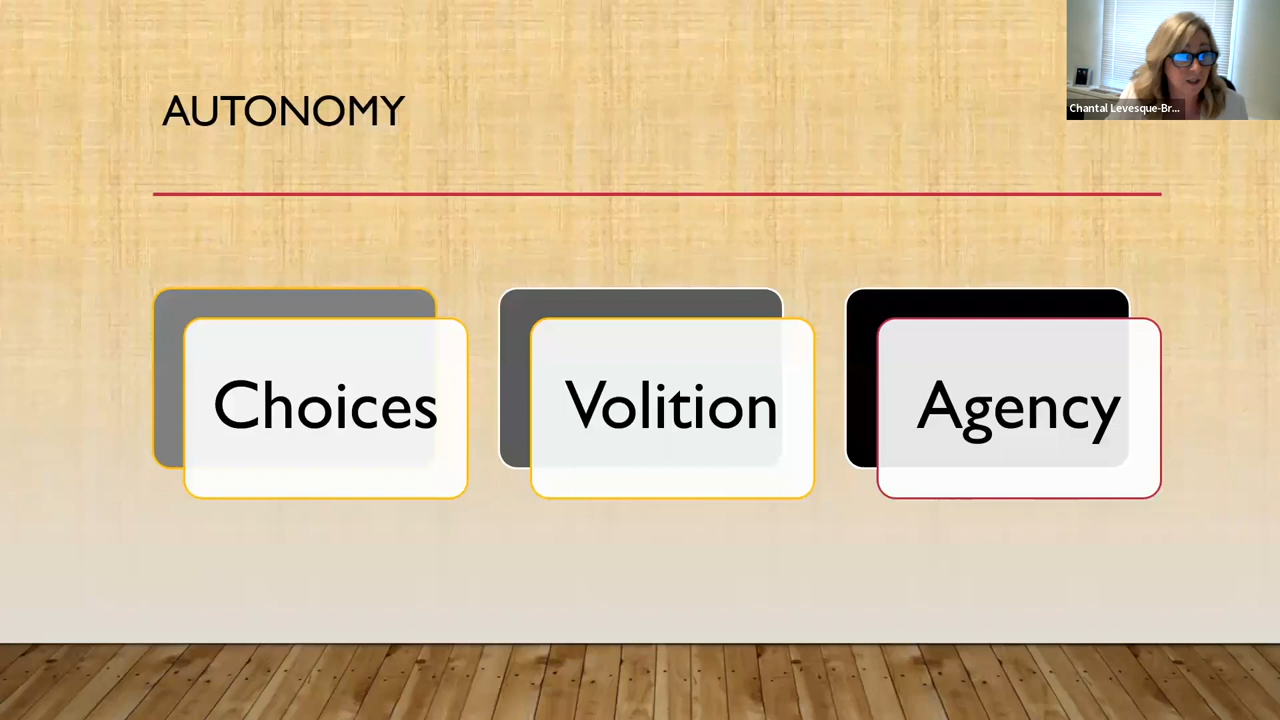 AUTONOMY
Chantal Levesque-Br...
Choices
Volition
Agency